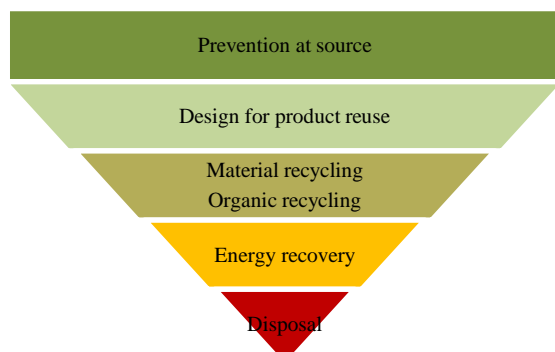 Prevention at source
Design for product reuse
Material recycling
Organic recycling
Energy recovery
Disposal